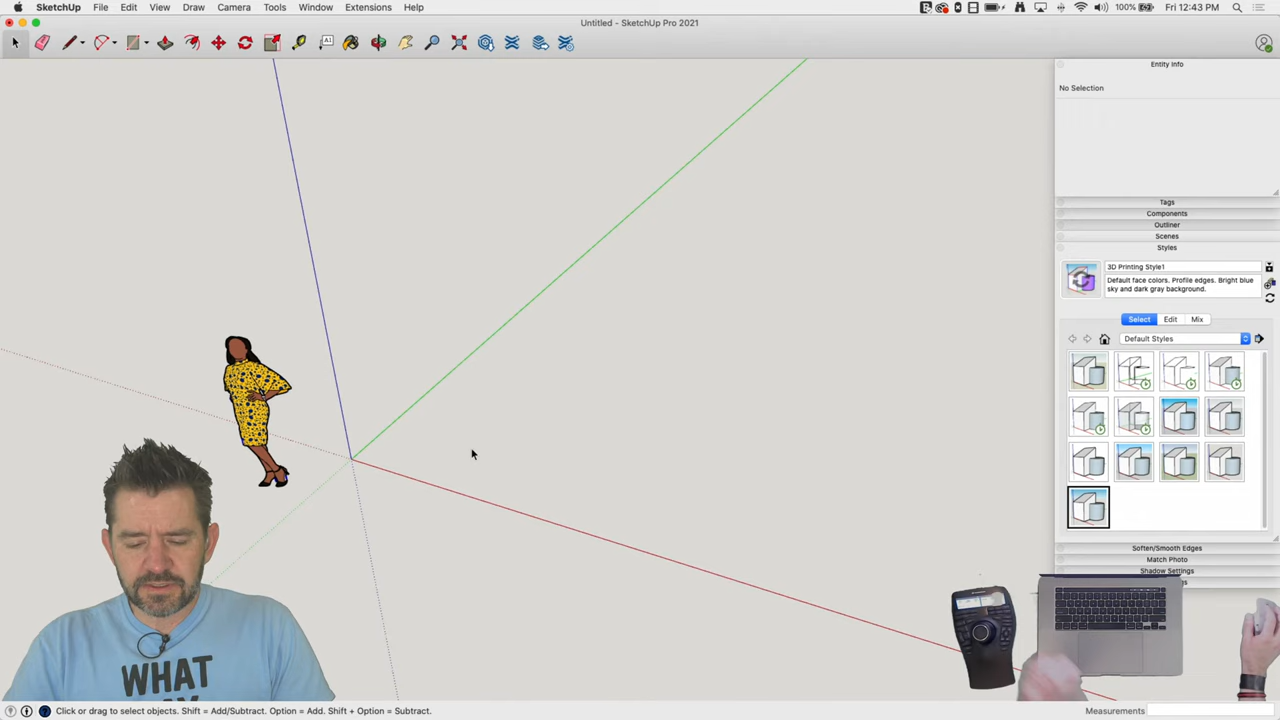 SketchUp File Edit View Draw Camera Tools Window Extensions Help
100% Fri 12:43 PM
Untitled - SketchUp Pro 2021
A1
Entity Info
No Selection
Tags
Components
Outliner
Scenes
Styles
3D Printing Style1
Default face colors. Profile edges. Bright blue
sky and dark gray background.
Select Edit Mix
Default Styles
Soften/Smooth Edges
Match Photo
Shadow Settings
WHAT
Click or drag to select objects. Shift = Add/Subtract. Option = Add. Shift + Option = Subtract.
Measurements